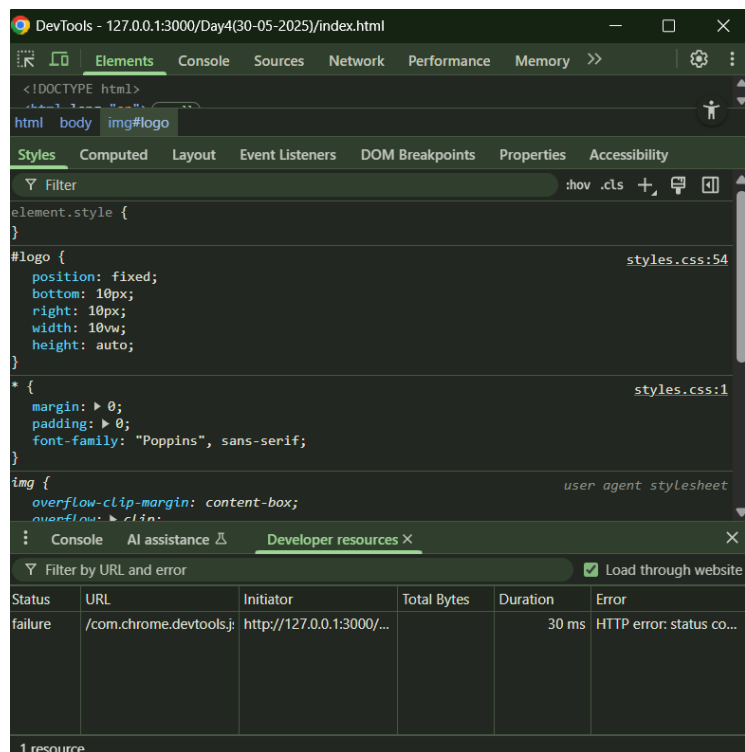 DevTools - 127.0.0.1:3000/Day4(30-05-2025)/index.html
Elements Console Sources Network Performance Memory
<!DOCTYPE html>
html body img#logo
Styles Computed Layout Event Listeners DOM Breakpoints Properties Accessibility
Filter :hov .cls
element.style {
}
#logo { styles.css:54
position: fixed;
bottom: 10px;
right: 10px;
width: 10vw;
height: auto;
}
* { styles.css:1
margin: 0;
padding: 0;
font-family: "Poppins", sans-serif;
}
img { user agent stylesheet
overflow-clip-margin: content-box;
overflow: clip;
Console AI assistance Developer resources
Filter by URL and error Load through website
Status URL Initiator Total Bytes Duration Error
failure /com.chrome.devtools.js http://127.0.0.1:3000/... 30 ms HTTP error: status co...
1 resource